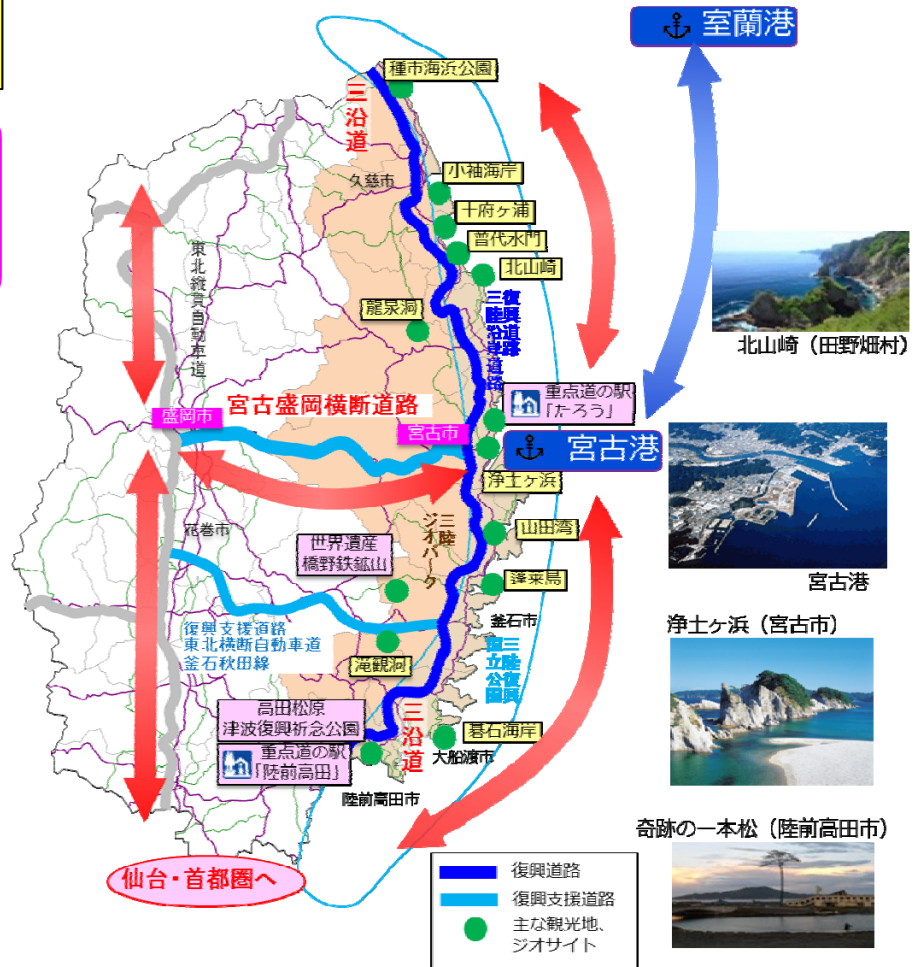 室蘭港
種市海浜公園
三沿道
久慈市
小袖海岸
十府ヶ浦
普代水門
北山崎
東北縦貫自動車道
龍泉洞
復興道路
三陸沿岸道路
北山崎（田野畑村）
重点道の駅
「たろう」
盛岡市
宮古盛岡横断道路
宮古市
宮古港
浄土ヶ浜
花巻市
世界遺産
橋野鉄鉱山
三陸
ジオパーク
山田湾
蓬莱島
宮古港
釜石市
浄土ヶ浜（宮古市）
復興支援道路
東北横断自動車道
釜石秋田線
三陸復興
国立公園
滝観洞
高田松原
津波復興祈念公園
三沿道
碁石海岸
重点道の駅
「陸前高田」
大船渡市
陸前高田市
奇跡の一本松（陸前高田市）
仙台・首都圏へ
復興道路
復興支援道路
主な観光地、
ジオサイト